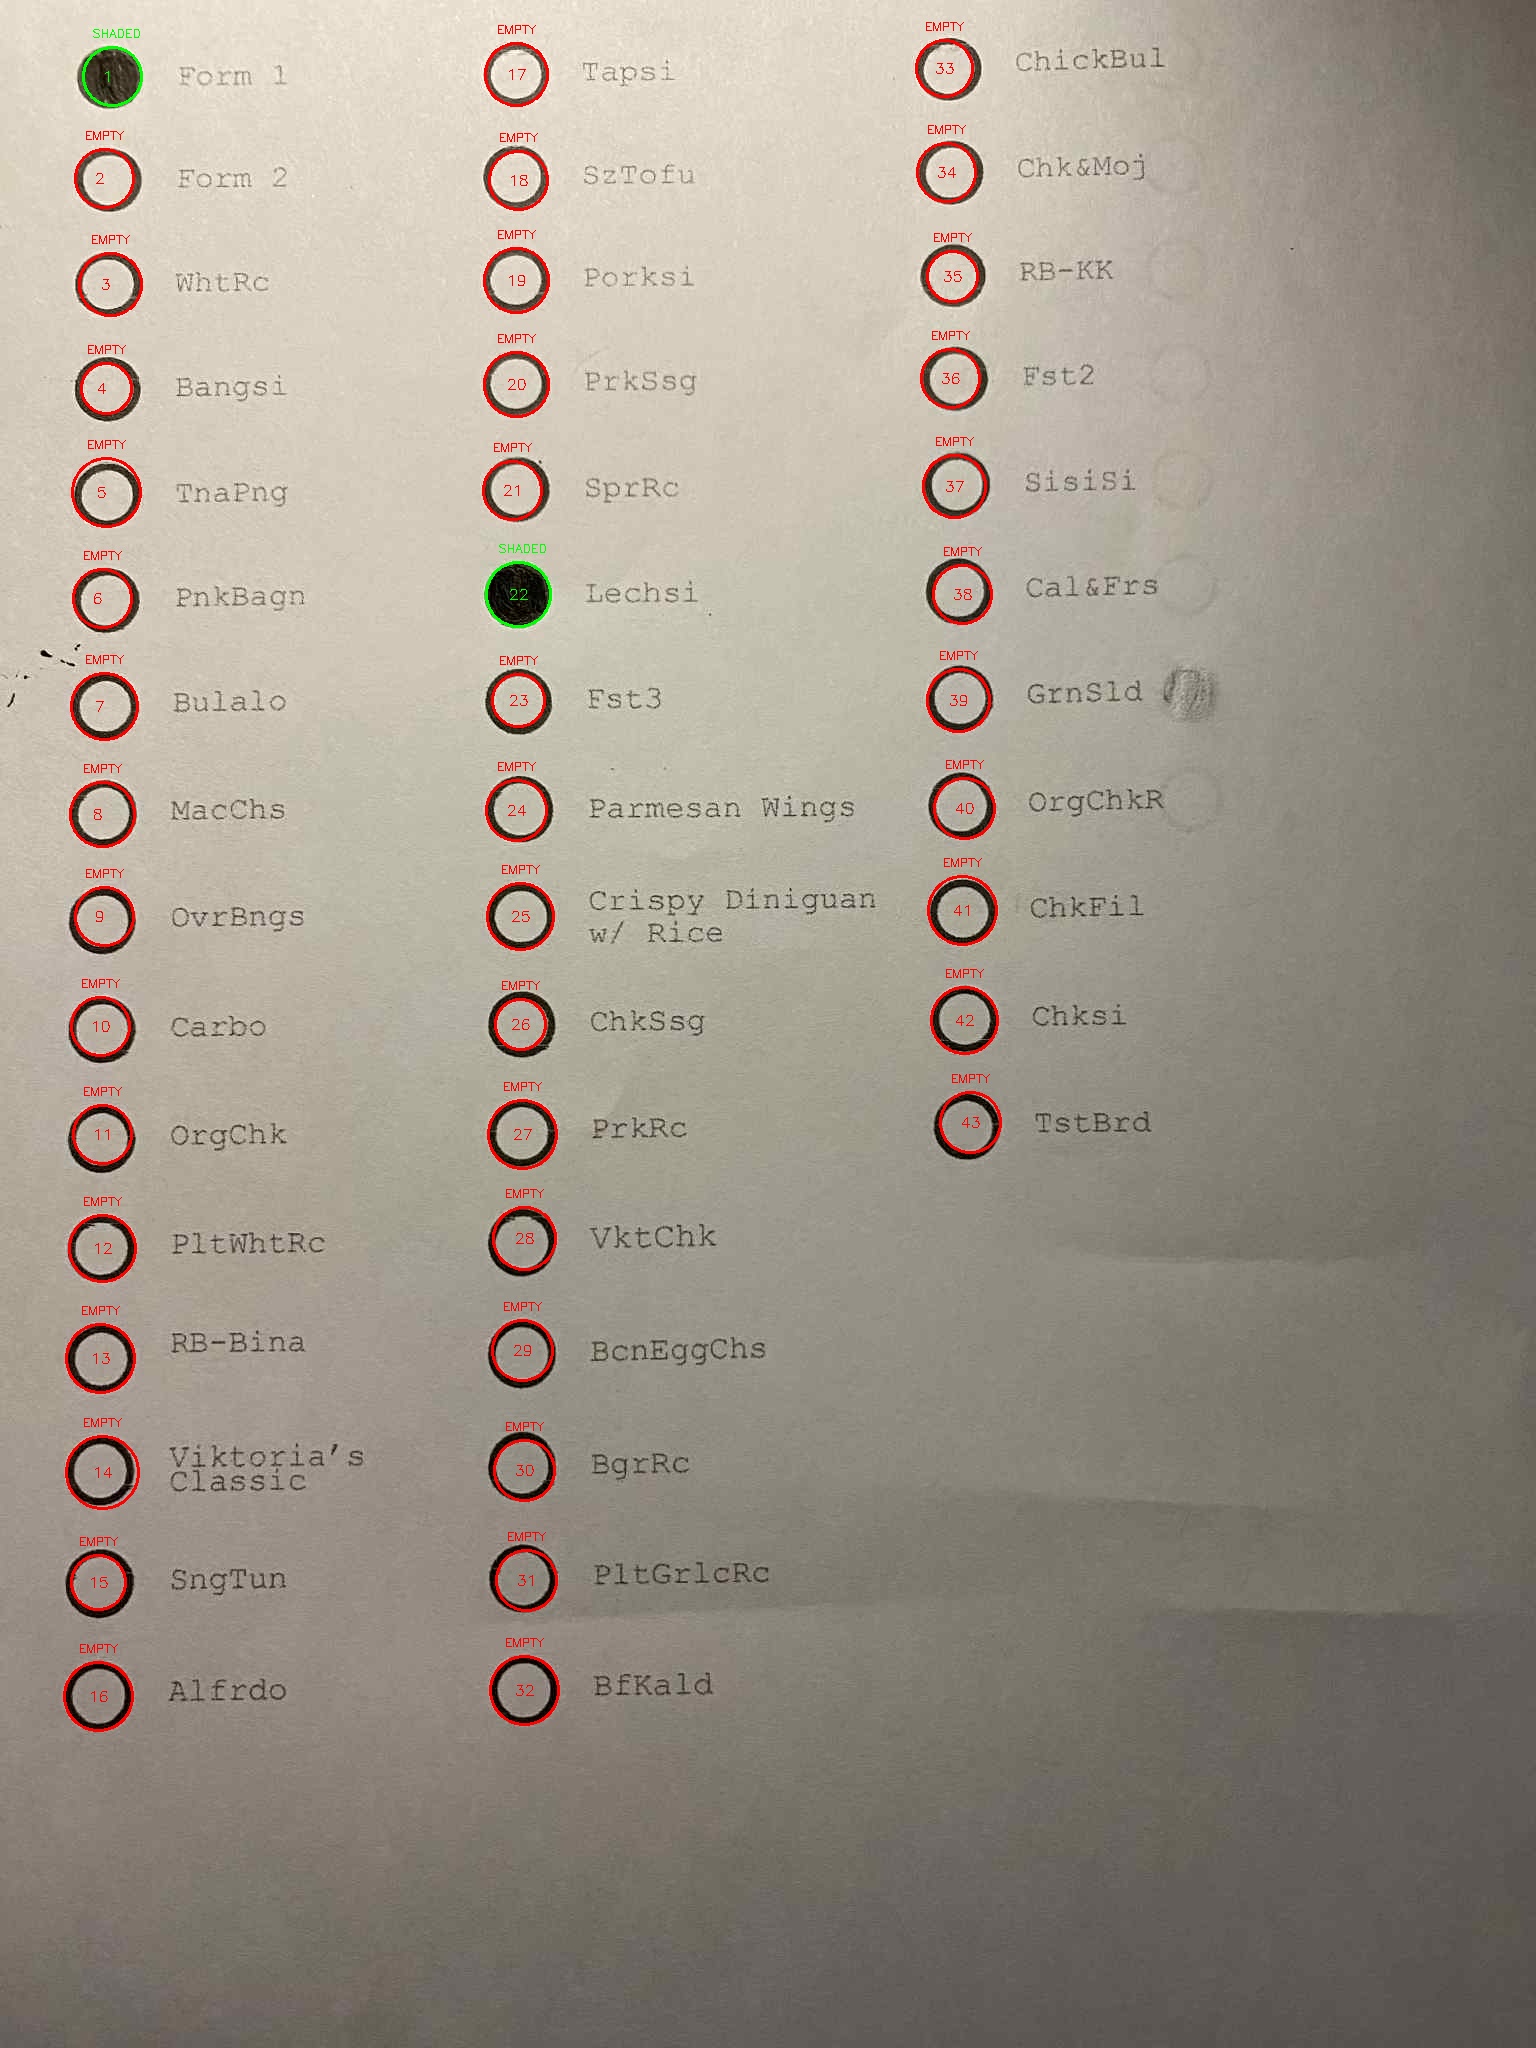 SHADED
1 Form 1
EMPTY
2 Form 2
EMPTY
3 WhtRc
EMPTY
4 Bangsi
EMPTY
5 TnaPng
EMPTY
6 PnkBagn
EMPTY
7 Bulalo
EMPTY
8 MacChs
EMPTY
9 OvrBngs
EMPTY
10 Carbo
EMPTY
11 OrgChk
EMPTY
12 PltWhtRc
EMPTY
13 RB-Bina
EMPTY
14 Viktoria's
Classic
EMPTY
15 SngTun
EMPTY
16 Alfrdo
EMPTY
17 Tapsi
EMPTY
18 SzTofu
EMPTY
19 Porksi
EMPTY
20 PrkSsg
EMPTY
21 SprRc
SHADED
22 Lechsi
EMPTY
23 Fst3
EMPTY
24 Parmesan Wings
EMPTY
25 Crispy Diniguan
w/ Rice
EMPTY
26 ChkSsg
EMPTY
27 PrkRc
EMPTY
28 VktChk
EMPTY
29 BcnEggChs
EMPTY
30 BgrRc
EMPTY
31 PltGrlcRc
EMPTY
32 BfKald
EMPTY
33 ChickBul
EMPTY
34 Chk&Moj
EMPTY
35 RB-KK
EMPTY
36 Fst2
EMPTY
37 SisiSi
EMPTY
38 Cal&Frs
EMPTY
39 GrnSld
EMPTY
40 OrgChkR
EMPTY
41 ChkFil
EMPTY
42 Chksi
EMPTY
43 TstBrd